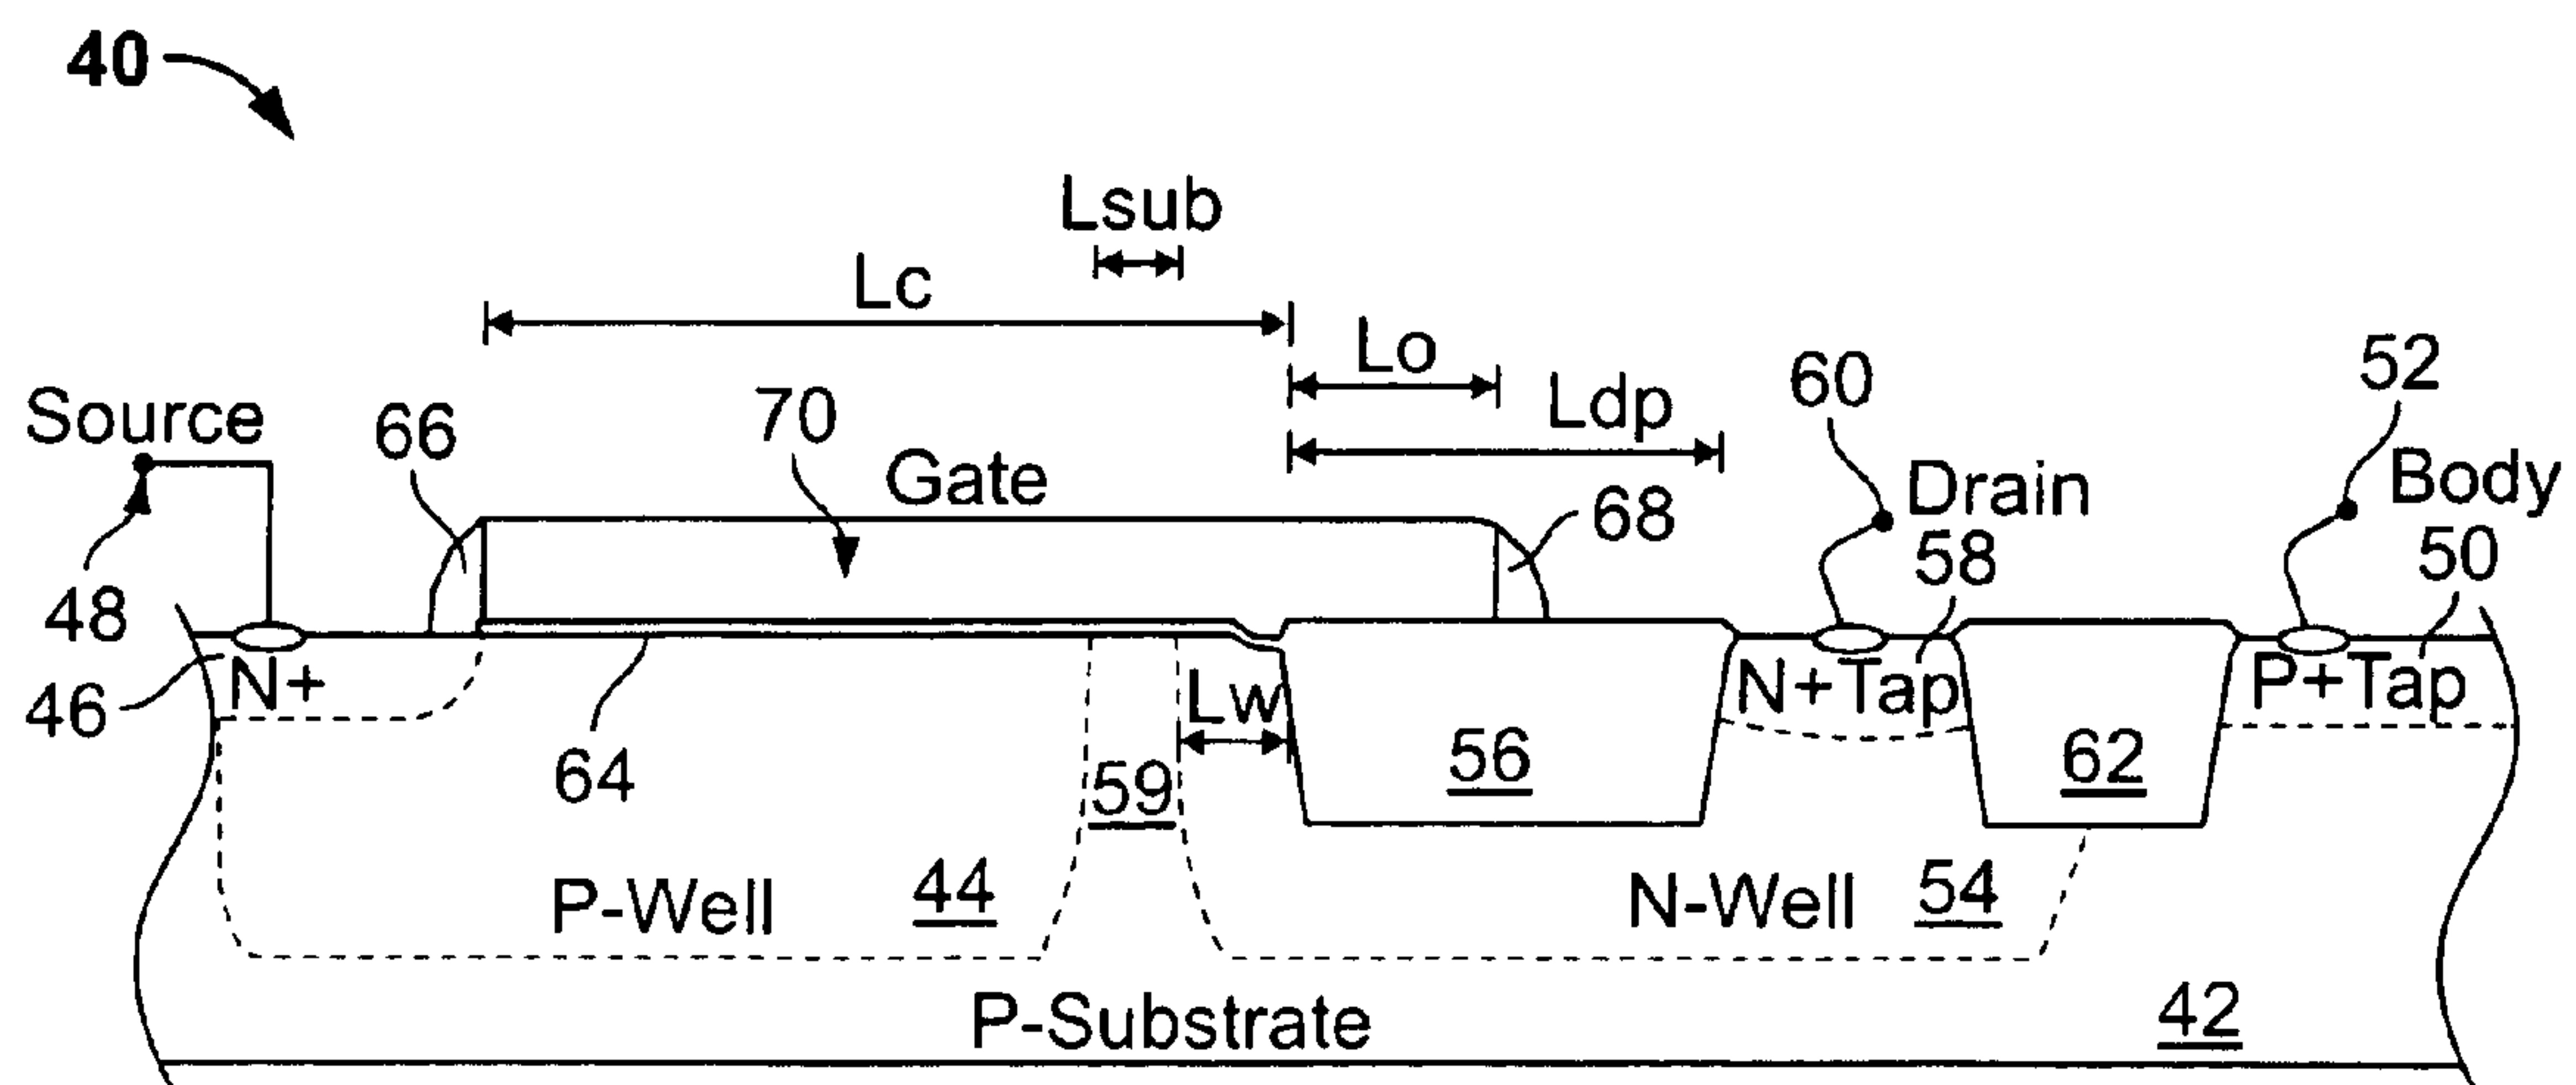 40
Lsub
Lc
Lo
Ldp
60
52
Source
66
70
Gate
68
Drain
Body
48
58
50
46
N+
64
Lw
59
56
N+Tap
62
P+Tap
P-Well
44
N-Well
54
P-Substrate
42